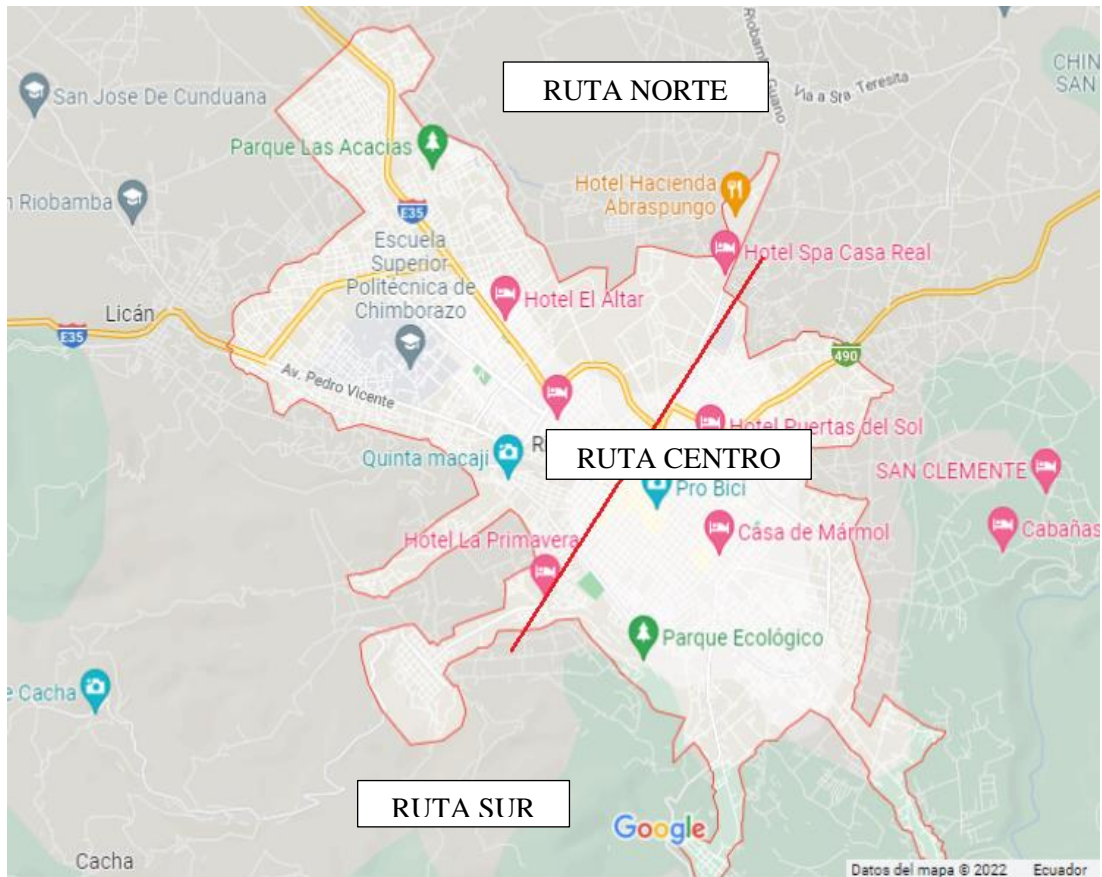 RUTA NORTE
Riobamba Guano
Via a Sta. Teresita
CHIN
SAN
San Jose De Cunduana
Parque Las Acacias
n Riobamba
Hotel Hacienda
Abraspungo
E35
Escuela
Superior
Politécnica de
Chimborazo
Hotel Spa Casa Real
Hotel El Altar
Licán
E35
490
Av. Pedro Vicente
Hotel Puertas del Sol
R
RUTA CENTRO
Quinta macaji
Pro Bici
SAN CLEMENTE
Hotel La Primavera
Casa de Mármol
Cabañas
Parque Ecológico
e Cacha
RUTA SUR
Google
Cacha
Datos del mapa © 2022 Ecuador